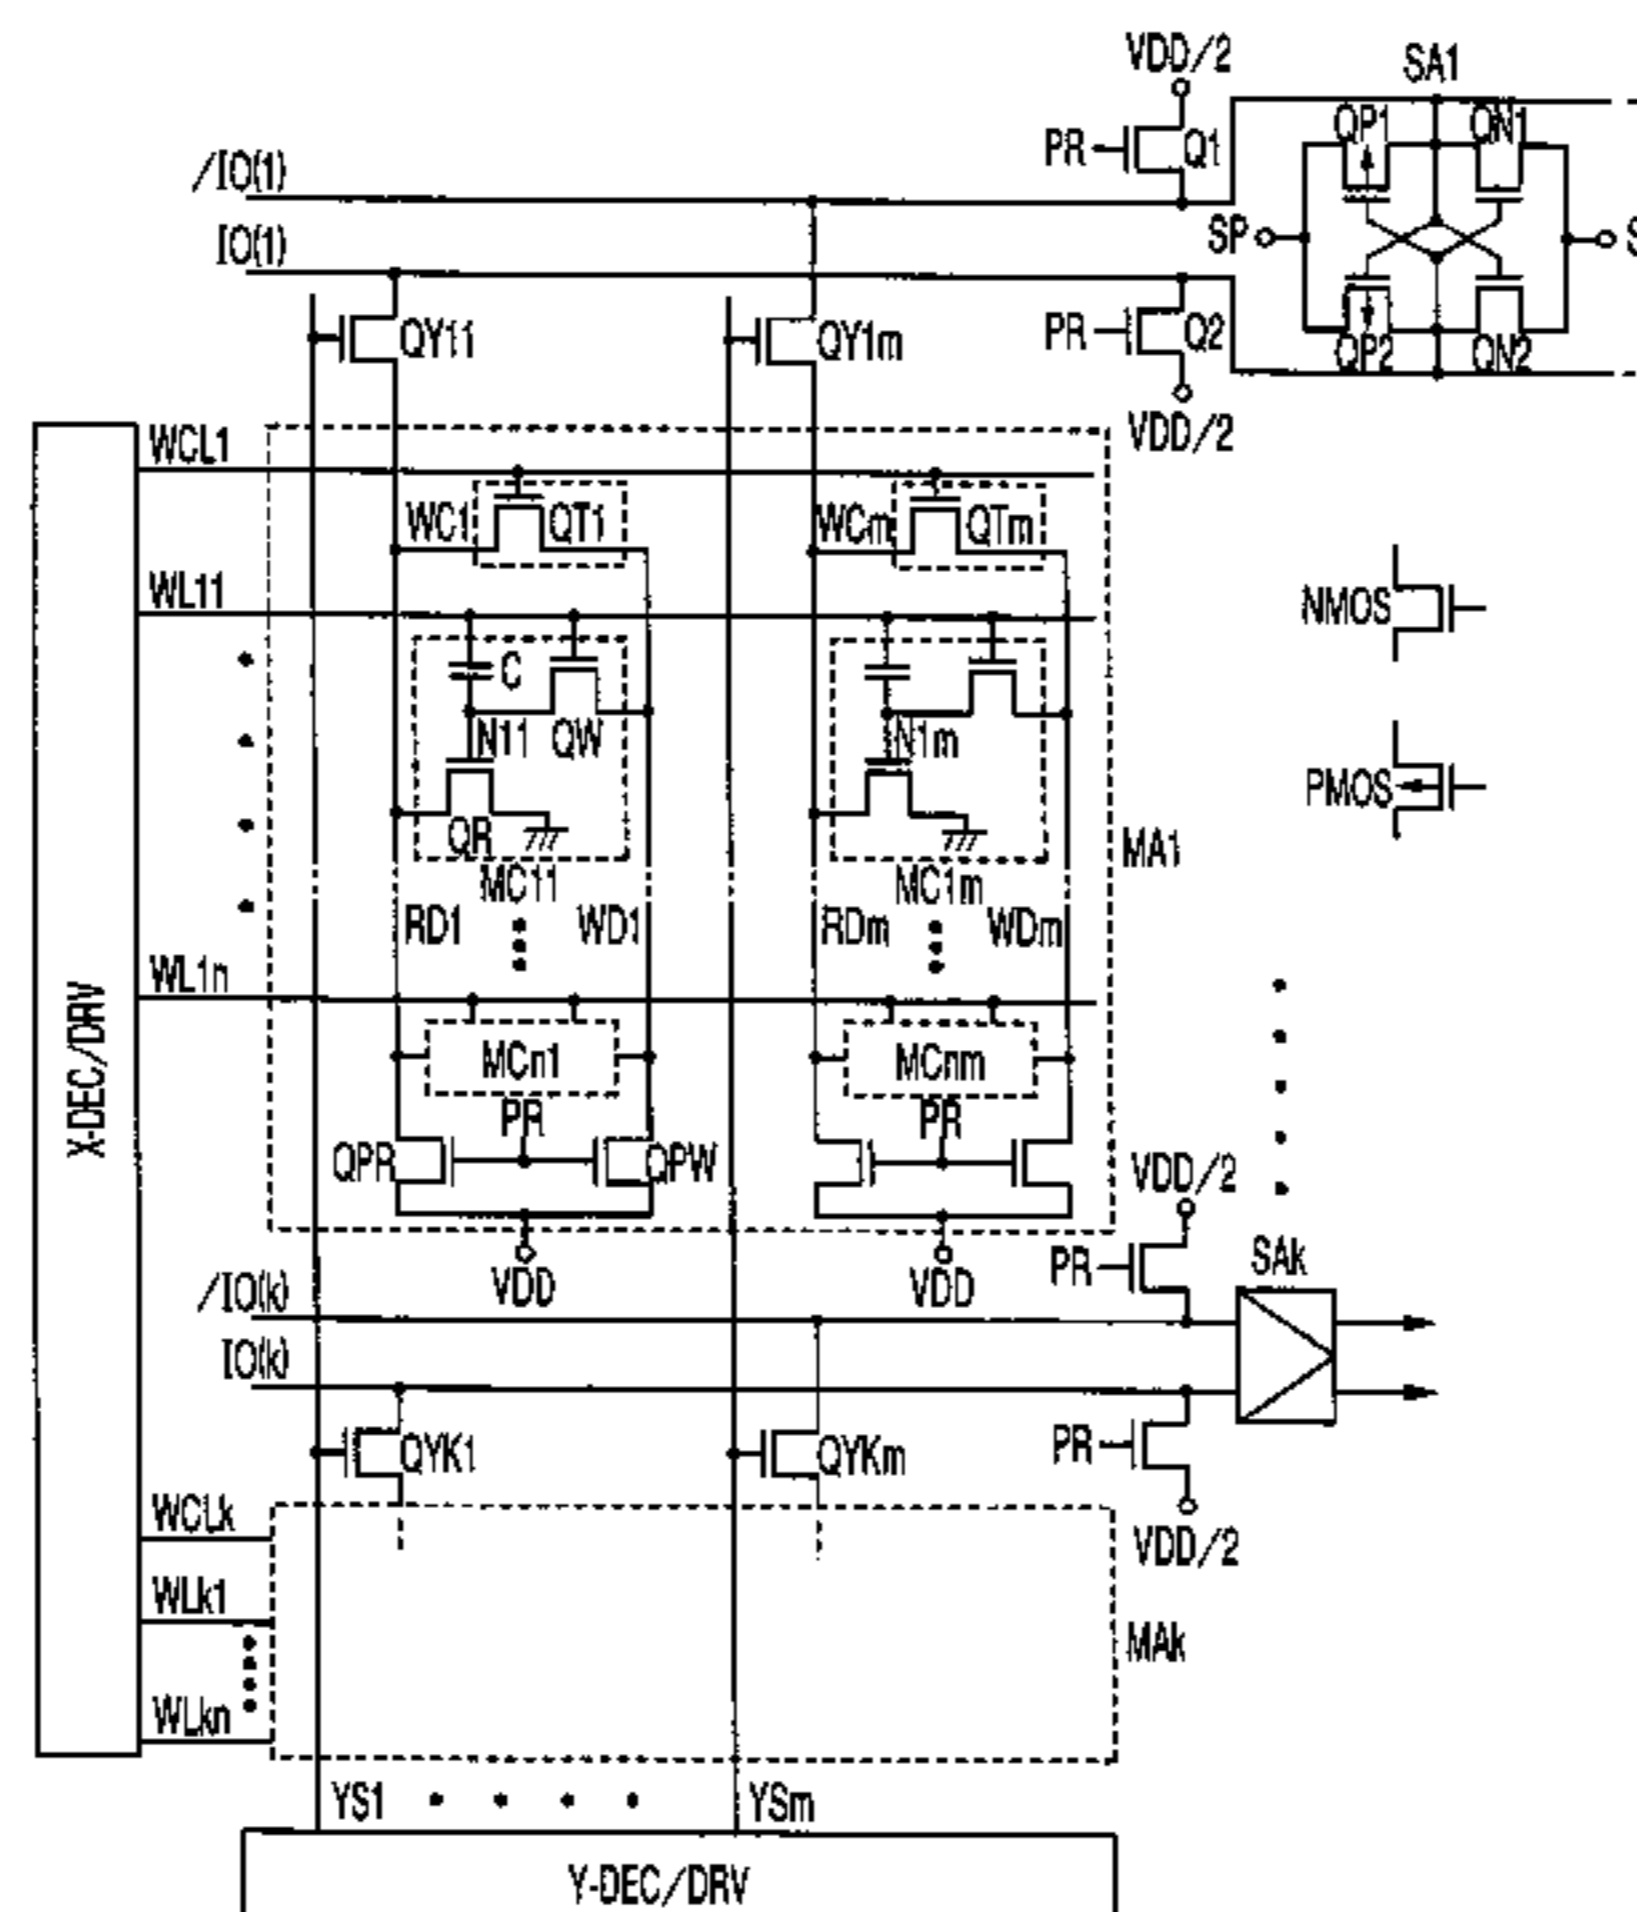 VDD/2
SA1
QP1
QN1
PR
Q1
/IO(1)
SP
S
IO(1)
QY11
QY1m
PR
Q2
QP2
QN2
VDD/2
WCL1
WC1
QT1
WCm
QTm
WL11
NMOS
C
N11
QW
N1m
PMOS
QR
MA1
MC11
MC1m
RD1
WD1
RDm
WDm
WL1n
X-DEC/DRV
MCn1
MCnm
PR
PR
QPR
QPW
VDD/2
PR
SAk
VDD
VDD
/IO(k)
IO(k)
QYK1
QYKm
PR
WCLk
VDD/2
WLk1
MAk
WLkn
YS1
YSm
Y-DEC/DRV